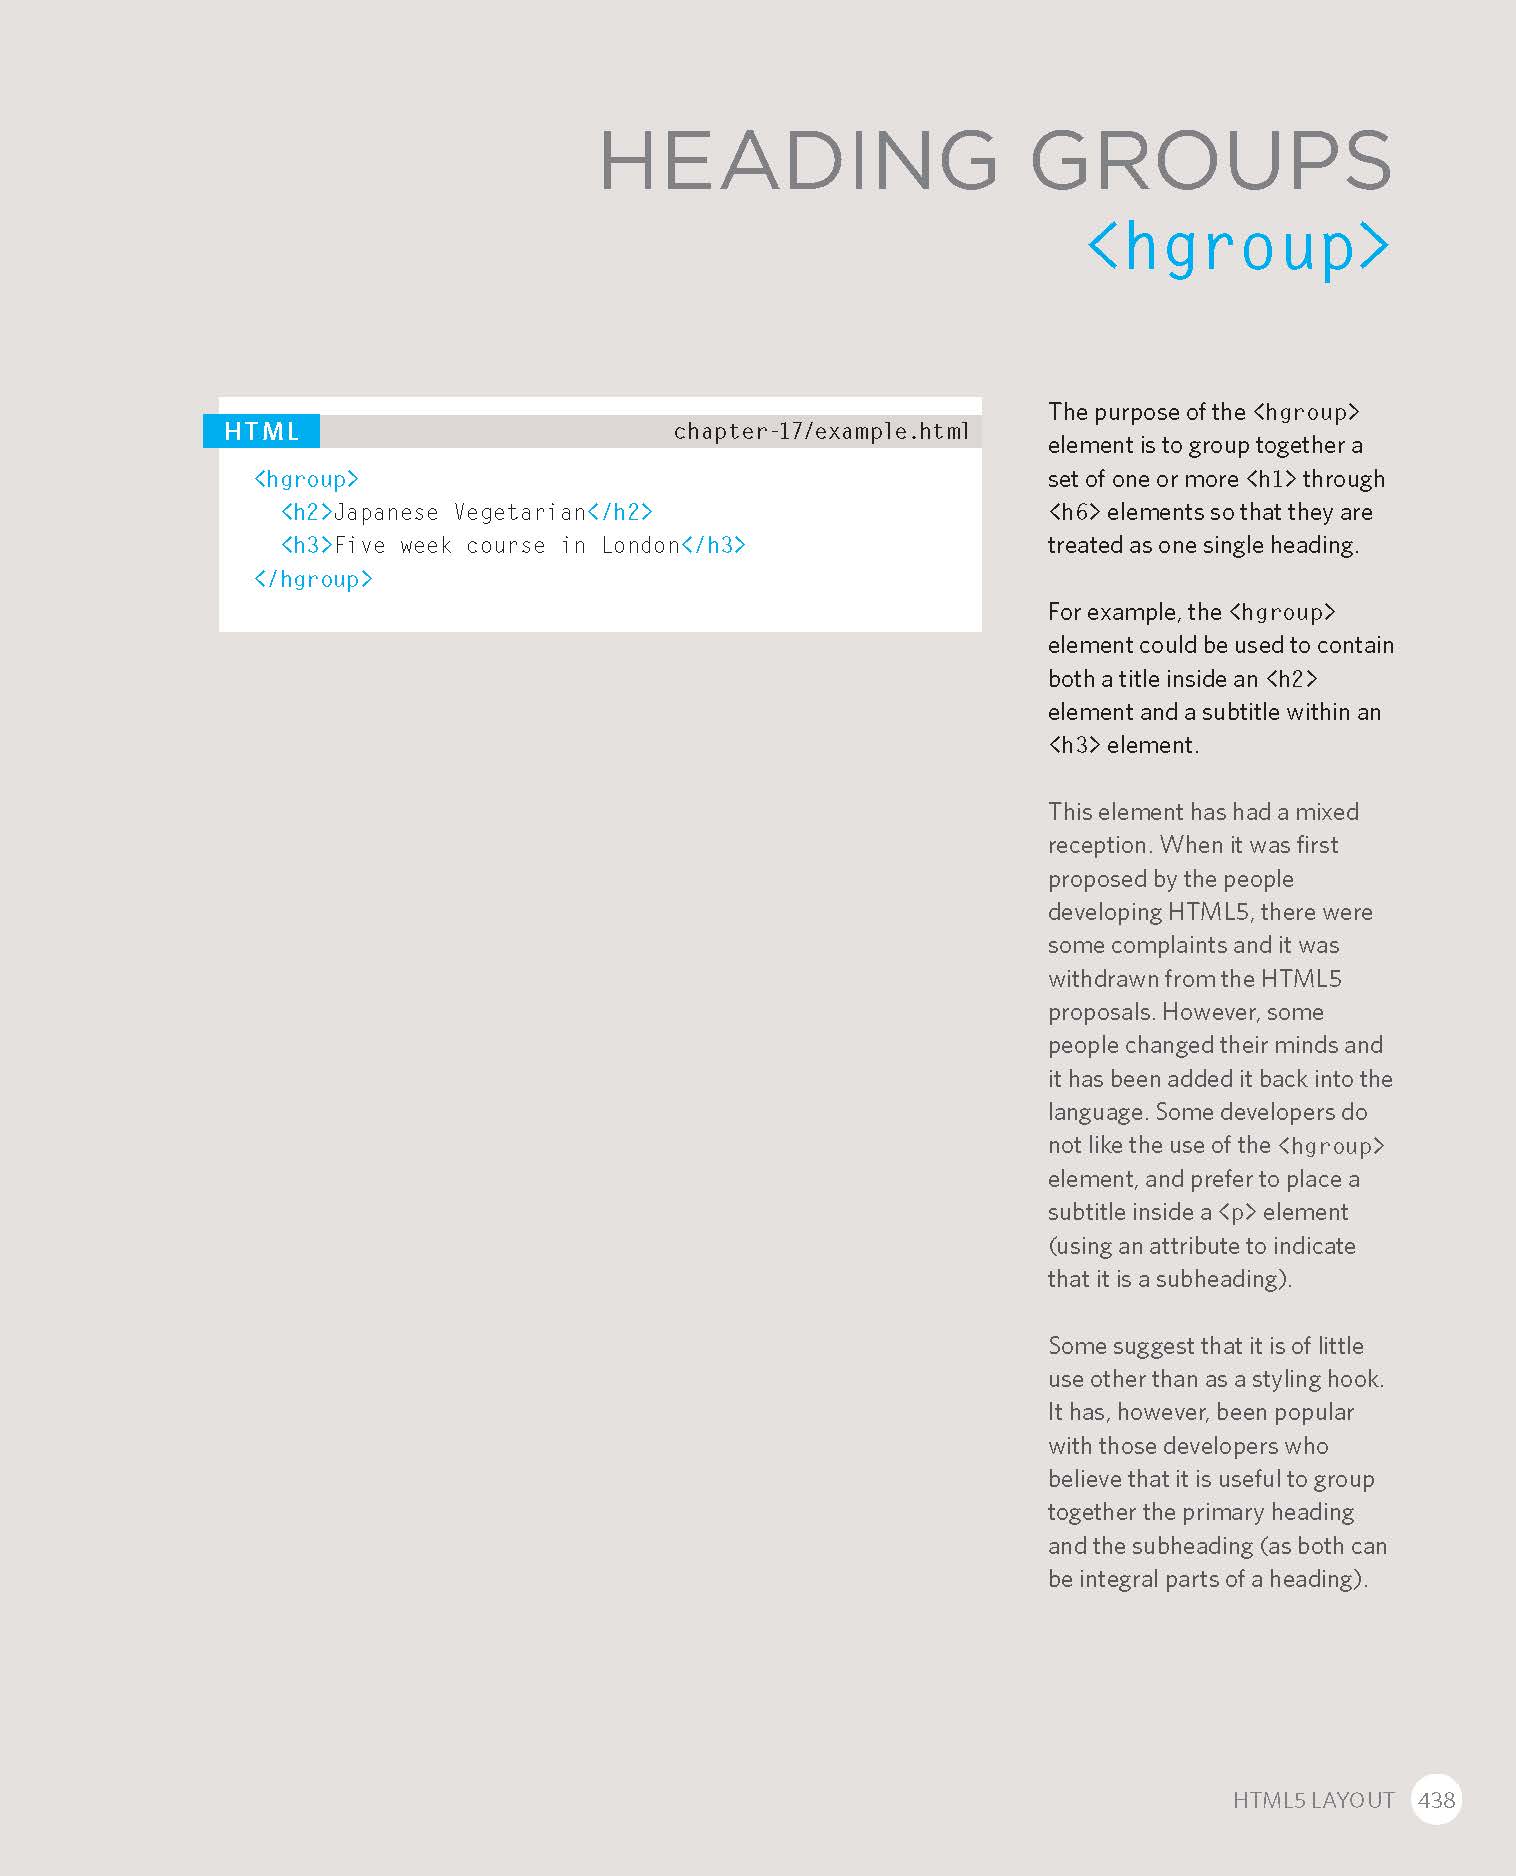 HEADING GROUPS
<hgroup>
HTML chapter-17/example.html
<hgroup>
<h2>Japanese Vegetarian</h2>
<h3>Five week course in London</h3>
</hgroup>
The purpose of the <hgroup>
element is to group together a
set of one or more <h1> through
<h6> elements so that they are
treated as one single heading.
For example, the <hgroup>
element could be used to contain
both a title inside an <h2>
element and a subtitle within an
<h3> element.
This element has had a mixed
reception. When it was first
proposed by the people
developing HTML5, there were
some complaints and it was
withdrawn from the HTML5
proposals. However, some
people changed their minds and
it has been added it back into the
language. Some developers do
not like the use of the <hgroup>
element, and prefer to place a
subtitle inside a <p> element
(using an attribute to indicate
that it is a subheading).
Some suggest that it is of little
use other than as a styling hook.
It has, however, been popular
with those developers who
believe that it is useful to group
together the primary heading
and the subheading (as both can
be integral parts of a heading).
HTML5 LAYOUT 438